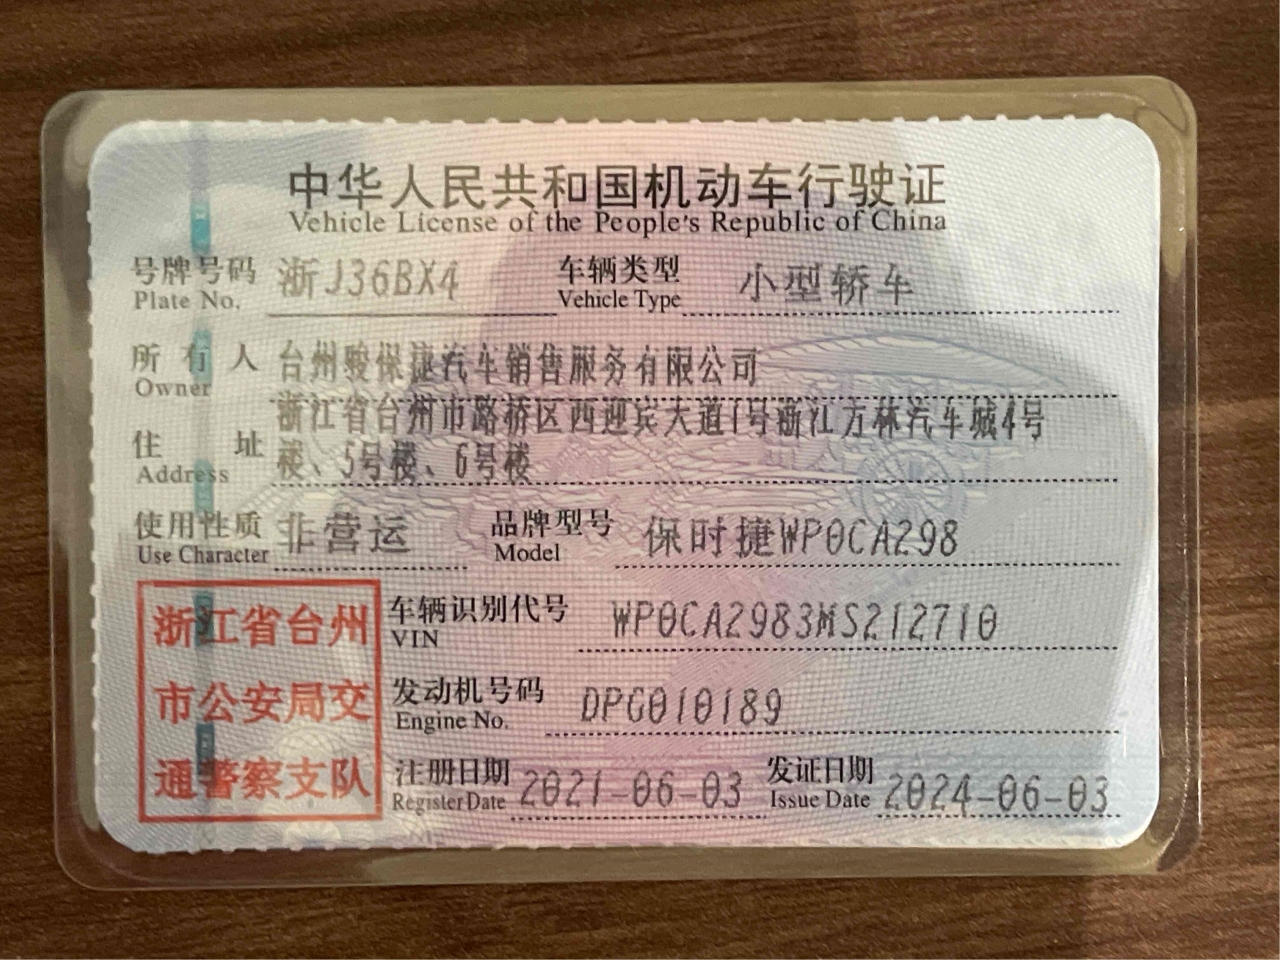 中华人民共和国机动车行驶证
Vehicle License of the People's Republic of China
号牌号码 浙J36BX4 车辆类型 小型轿车
Plate No. Vehicle Type
所有人 台州骏保捷汽车销售服务有限公司
Owner
住址 浙江省台州市路桥区西迎宾大道1号浙江方林汽车城4号
Address 楼、5号楼、6号楼
使用性质 非营运 品牌型号 保时捷WP0CA298
Use Character Model
浙江省台州
市公安局交
通警察支队
车辆识别代号 WP0CA2983MS212710
VIN
发动机号码 DPG010189
Engine No.
注册日期 2021-06-03 发证日期 2024-06-03
Register Date Issue Date